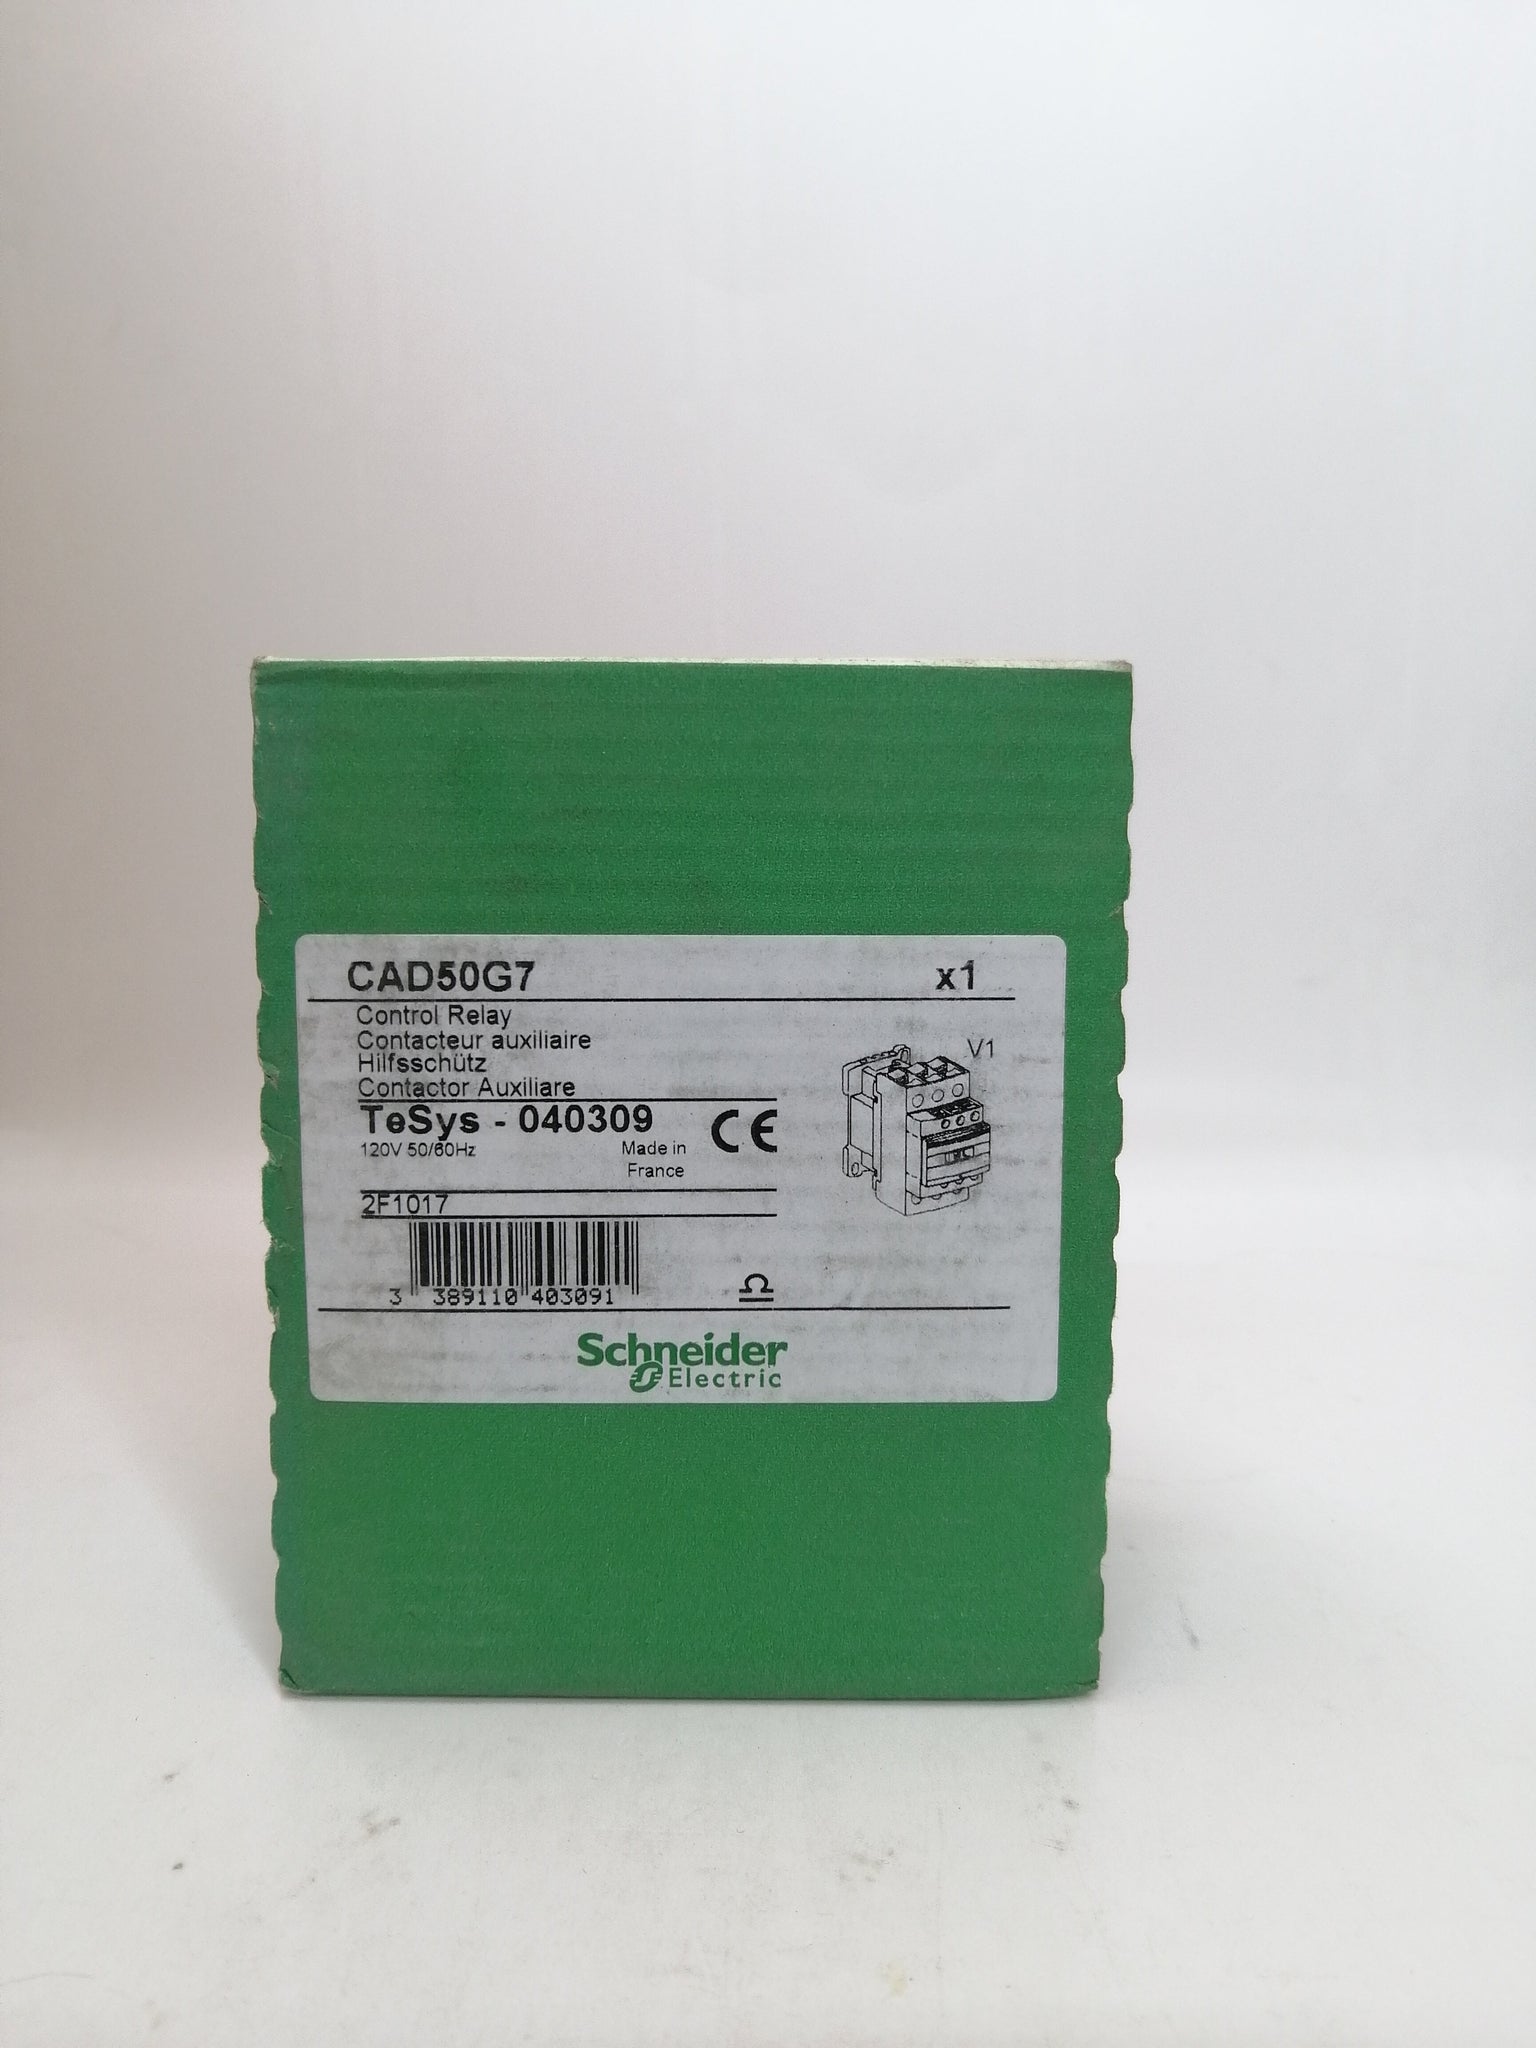 CAD50G7 x1
Control Relay
Contacteur auxiliaire
Hilfsschütz
Contactor Auxiliare
V1
TeSys - 040309 CE
120V 50/60Hz Made in
France
2F1017
3 389110 403091
Schneider
Electric